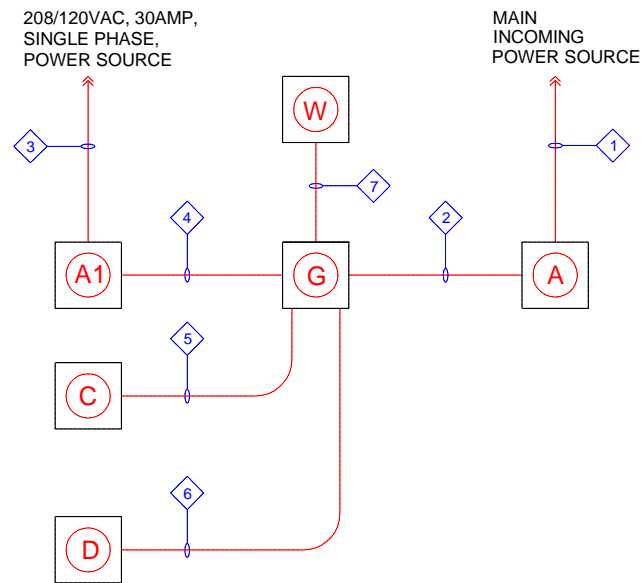 208/120VAC, 30AMP,
SINGLE PHASE,
POWER SOURCE
MAIN
INCOMING
POWER SOURCE
W
3
1
7
4
2
A1
G
A
5
C
6
D